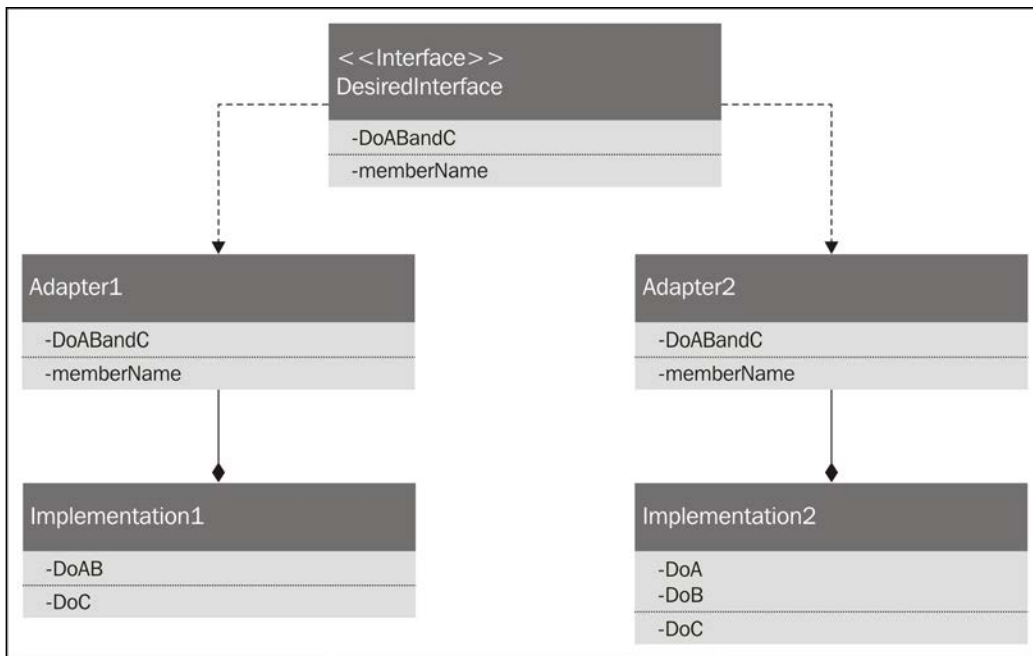 <<Interface>>
DesiredInterface
-DoABandC
-memberName
Adapter1
-DoABandC
-memberName
Adapter2
-DoABandC
-memberName
Implementation1
-DoAB
-DoC
Implementation2
-DoA
-DoB
-DoC